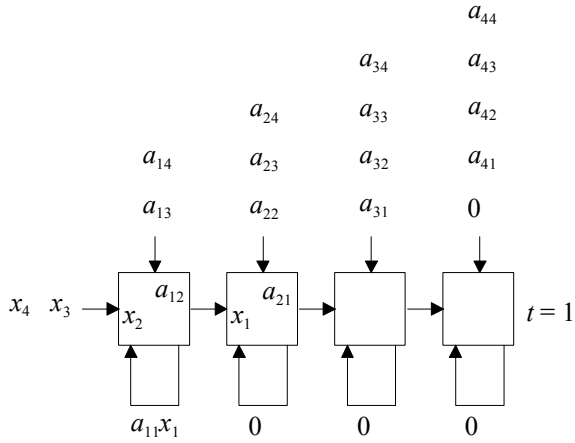 a44
a34 a43
a24 a33 a42
a14 a23 a32 a41
a13 a22 a31 0
a12 a21
x4 x3 x2 x1 t = 1
a11x1 0 0 0